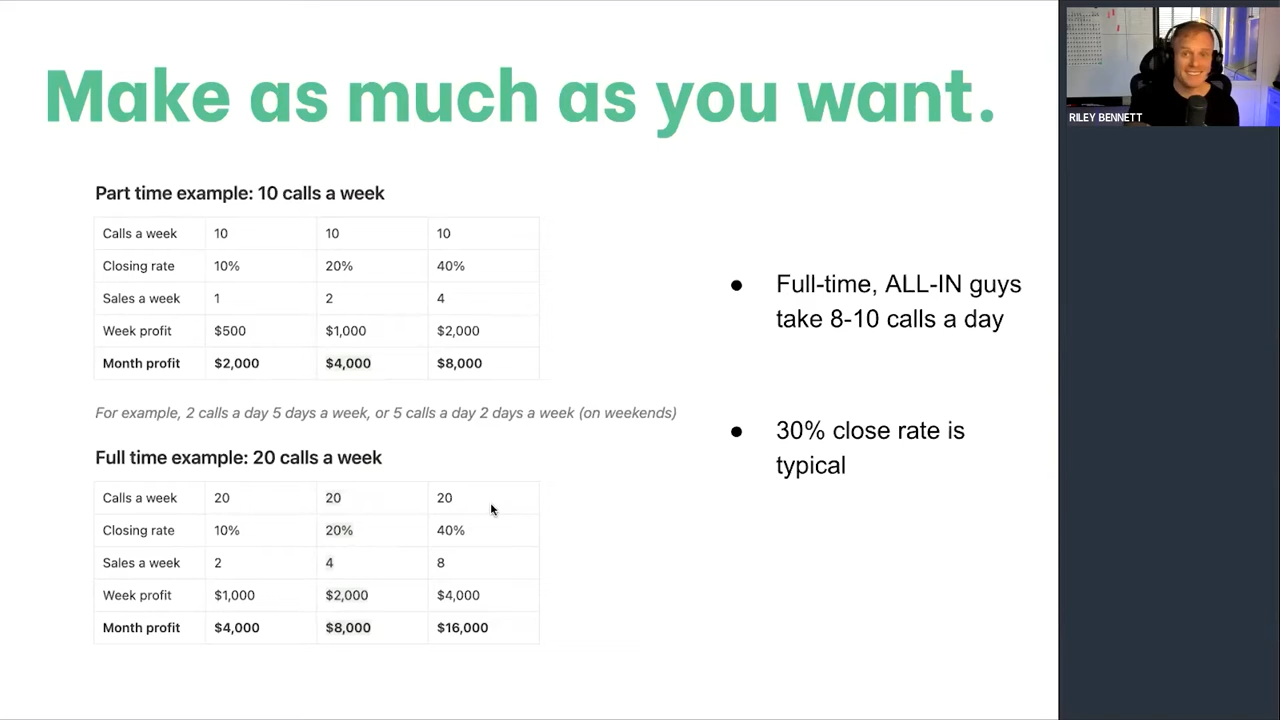 Make as much as you want.
RILEY BENNETT
Part time example: 10 calls a week
Calls a week 10 10 10
Closing rate 10% 20% 40%
Sales a week 1 2 4
Week profit $500 $1,000 $2,000
Month profit $2,000 $4,000 $8,000
For example, 2 calls a day 5 days a week, or 5 calls a day 2 days a week (on weekends)
Full time example: 20 calls a week
Calls a week 20 20 20
Closing rate 10% 20% 40%
Sales a week 2 4 8
Week profit $1,000 $2,000 $4,000
Month profit $4,000 $8,000 $16,000
● Full-time, ALL-IN guys
take 8-10 calls a day
● 30% close rate is
typical